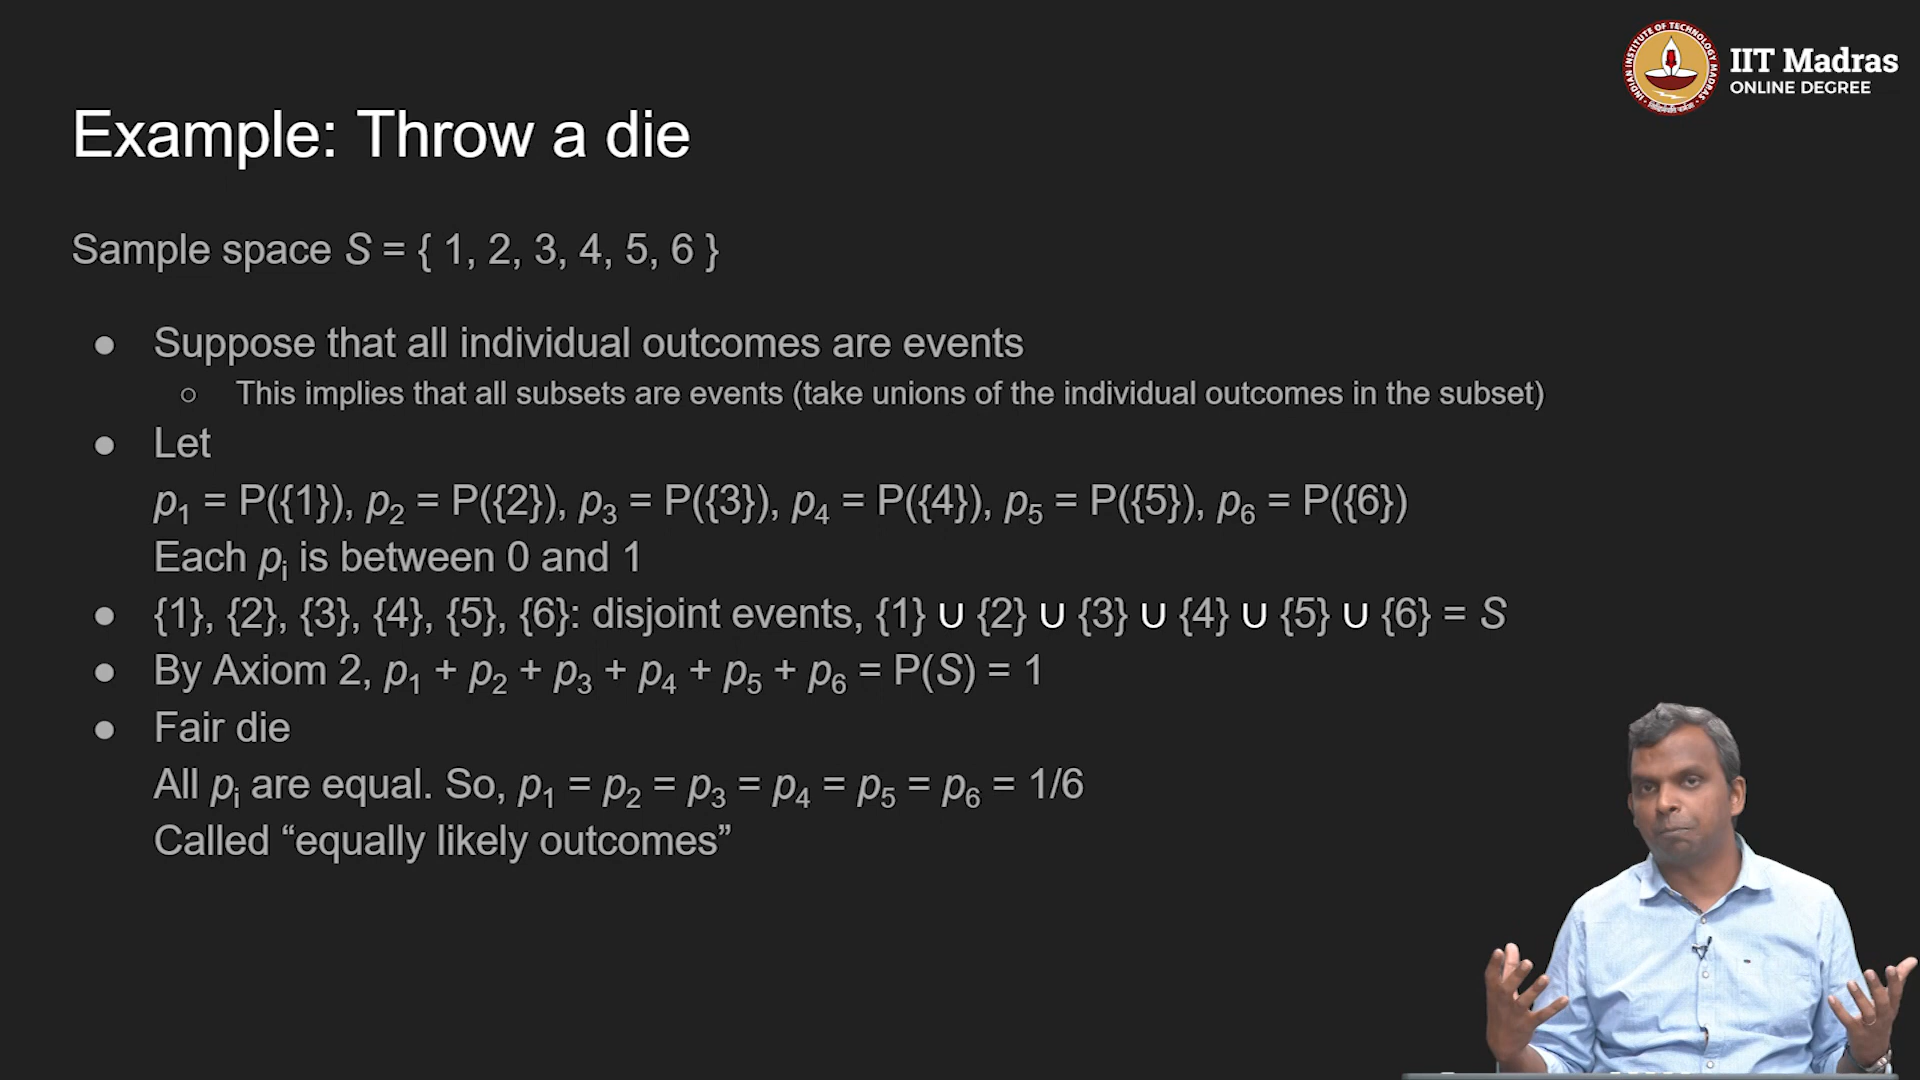 INDIAN INSTITUTE OF TECHNOLOGY MADRAS
IIT Madras
ONLINE DEGREE
Example: Throw a die
Sample space S = { 1, 2, 3, 4, 5, 6 }
● Suppose that all individual outcomes are events
○ This implies that all subsets are events (take unions of the individual outcomes in the subset)
● Let
p₁ = P({1}), p₂ = P({2}), p₃ = P({3}), p₄ = P({4}), p₅ = P({5}), p₆ = P({6})
Each pᵢ is between 0 and 1
● {1}, {2}, {3}, {4}, {5}, {6}: disjoint events, {1} ∪ {2} ∪ {3} ∪ {4} ∪ {5} ∪ {6} = S
● By Axiom 2, p₁ + p₂ + p₃ + p₄ + p₅ + p₆ = P(S) = 1
● Fair die
All pᵢ are equal. So, p₁ = p₂ = p₃ = p₄ = p₅ = p₆ = 1/6
Called “equally likely outcomes”